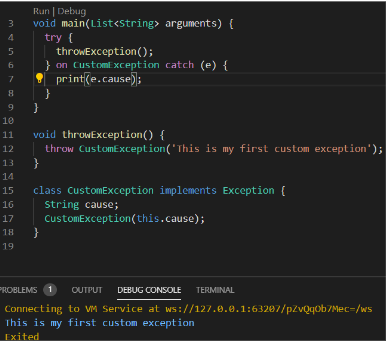 Run | Debug
3 void main(List<String> arguments) {
4 try {
5 throwException();
6 } on CustomException catch (e) {
7 print(e.cause);
8 }
9 }
10
11 void throwException() {
12 throw CustomException('This is my first custom exception');
13 }
14
15 class CustomException implements Exception {
16 String cause;
17 CustomException(this.cause);
18 }
19
PROBLEMS 1 OUTPUT DEBUG CONSOLE TERMINAL
Connecting to VM Service at ws://127.0.0.1:63207/pZvQqOb7Mec=/ws
This is my first custom exception
Exited